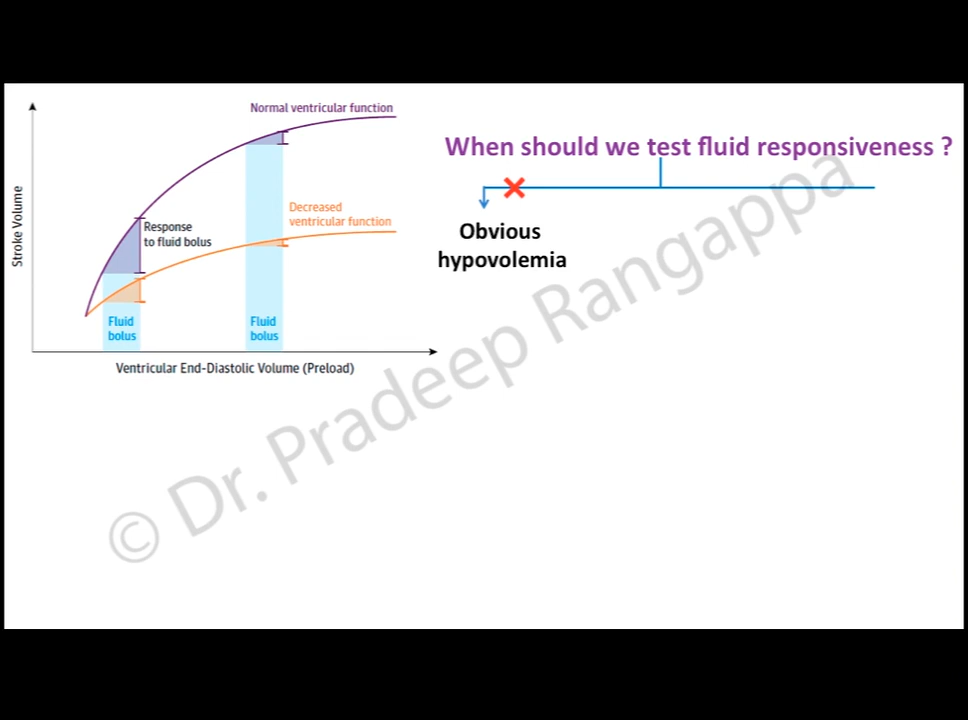 Normal ventricular function
When should we test fluid responsiveness ?
Stroke Volume
Response
to fluid bolus
Decreased
ventricular function
Obvious
hypovolemia
Fluid
bolus
Fluid
bolus
Ventricular End-Diastolic Volume (Preload)
© Dr. Pradeep Rangappa